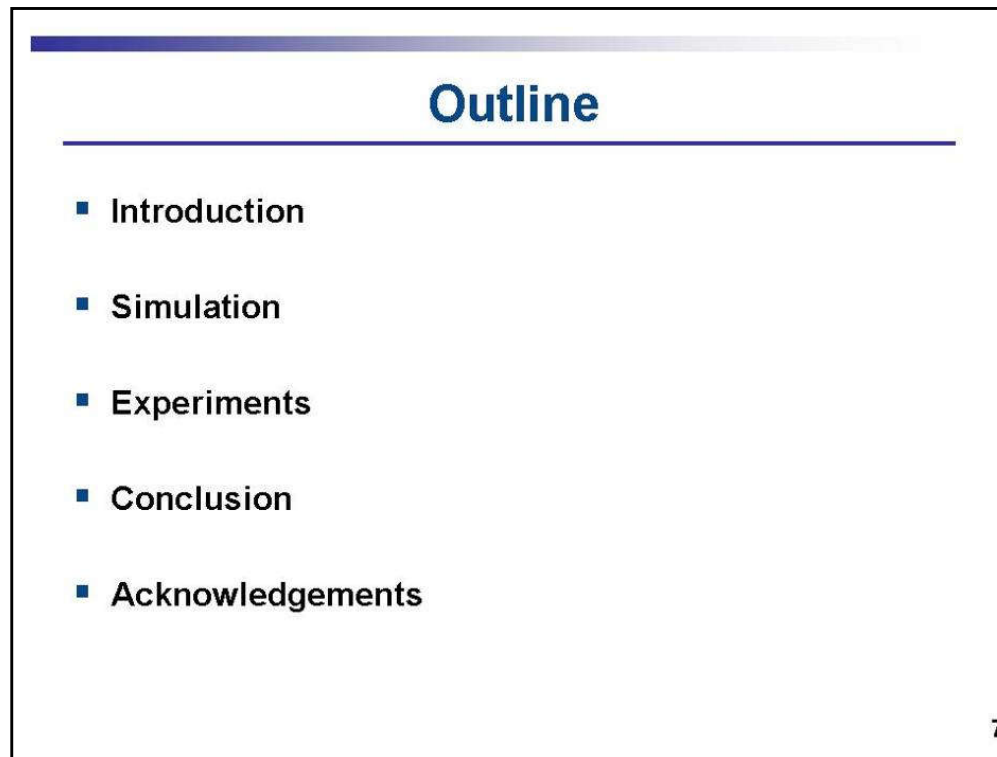 Outline
Introduction
Simulation
Experiments
Conclusion
Acknowledgements
7